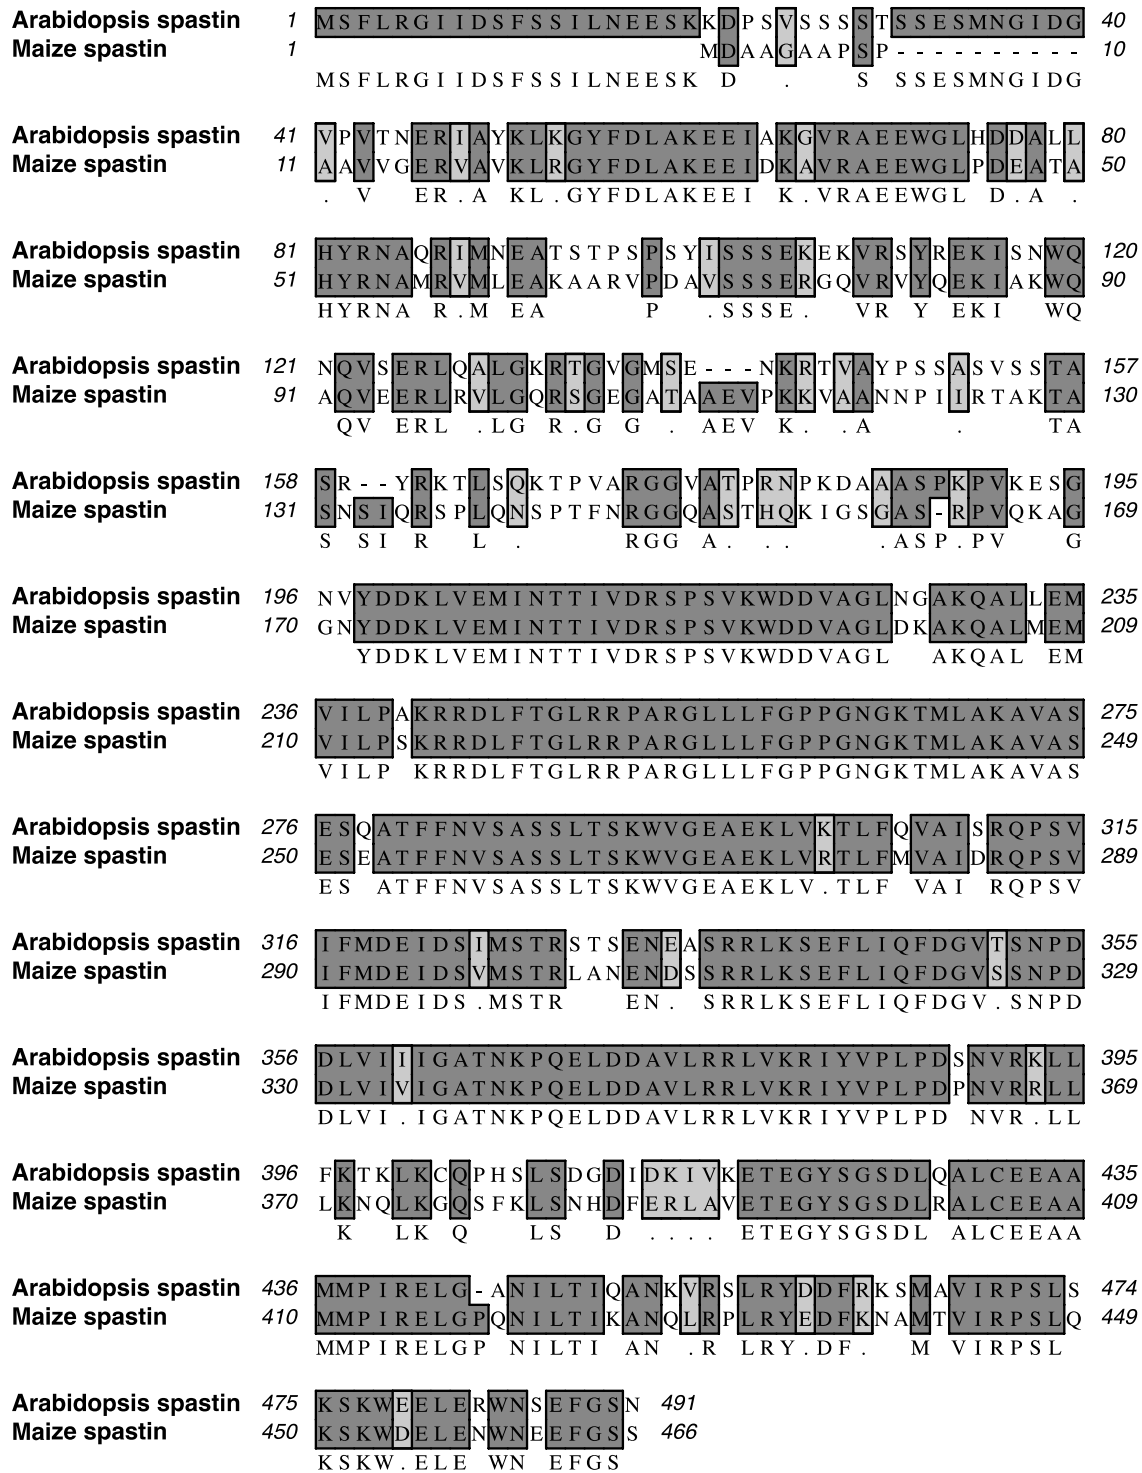 Arabidopsis spastin 1 MSFLRGIIDSFSSILNEESKKDPSVSSSSTSSESMNGIDG 40
Maize spastin 1 MDAAGAAPSP---------- 10
MSFLRGIIDSFSSILNEESK D . S SSESMNGIDG
Arabidopsis spastin 41 VPVTNERIAYKLKGYFDLAKEEIAKGVRAEEWGLHDDALL 80
Maize spastin 11 AAVVGERVAVKLRGYFDLAKEEIDKAVRAEEWGLPDEATA 50
. V ER.A KL.GYFDLAKEEI K.VRAEEWGL D.A .
Arabidopsis spastin 81 HYRNAQRIMNEATSTPSPSYISSSEKEKVRSYREKISNWQ 120
Maize spastin 51 HYRNAMRVMLEAKAARVPDAVSSSERGQVRVYQEKIAKWQ 90
HYRNA R.M EA P .SSSE. VR Y EKI WQ
Arabidopsis spastin 121 NQVSERLQALGKRTGVGMSE---NKRTVAYPSSASVSSTA 157
Maize spastin 91 AQVEERLRVLGQRSGEGATAAEVPKKVAANNPIIRTAKTA 130
QV ERL .LG R.G G . AEV K. .A . TA
Arabidopsis spastin 158 SR--YRKTLSQKTPVARGGVATPRNPKDAAASPKPVKESG 195
Maize spastin 131 SNSIQRSPLQNSPTFNRGGQASTHQKIGSGAS-RPVQKAG 169
S SI R L . RGG A. .. .ASP.PV G
Arabidopsis spastin 196 NVYDDKLVEMINTTIVDRSPSVKWDDVAGLNGAKQALLEM 235
Maize spastin 170 GNYDDKLVEMINTTIVDRSPSVKWDDVAGLDKAKQALMEM 209
YDDKLVEMINTTIVDRSPSVKWDDVAGL AKQAL EM
Arabidopsis spastin 236 VILPAKRRDLFTGLRRPARGLLLFGPPGNGKTMLAKAVAS 275
Maize spastin 210 VILPSKRRDLFTGLRRPARGLLLFGPPGNGKTMLAKAVAS 249
VILP KRRDLFTGLRRPARGLLLFGPPGNGKTMLAKAVAS
Arabidopsis spastin 276 ESQATFFNVSASSLTSKWVGEAEKLVKTLFQVAISRQPSV 315
Maize spastin 250 ESEATFFNVSASSLTSKWVGEAEKLVRTLFMVAIDRQPSV 289
ES ATFFNVSASSLTSKWVGEAEKLV.TLF VAI RQPSV
Arabidopsis spastin 316 IFMDEIDSIMSTRSTSENEASRRLKSEFLIQFDGVTSNPD 355
Maize spastin 290 IFMDEIDSVMSTRLANENDSSRRLKSEFLIQFDGVSSNPD 329
IFMDEIDS.MSTR EN. SRRLKSEFLIQFDGV.SNPD
Arabidopsis spastin 356 DLVIIIGATNKPQELDDAVLRRLVKRIYVPLPDSNVRKLL 395
Maize spastin 330 DLVIVIGATNKPQELDDAVLRRLVKRIYVPLPDPNVRRLL 369
DLVI.IGATNKPQELDDAVLRRLVKRIYVPLPD NVR.LL
Arabidopsis spastin 396 FKTKLKCQPHSLSDGDIDKIVKETEGYSGSDLQALCEEAA 435
Maize spastin 370 LKNQLKGQSFKLSNHDFERLAVETEGYSGSDLRALCEEAA 409
K LK Q LS D .... ETEGYSGSDL ALCEEAA
Arabidopsis spastin 436 MMPIRELG-ANILTIQANKVRSLRYDDFRKSMAVIRPSLS 474
Maize spastin 410 MMPIRELGPQNILTIKANQLRPLRYEDFKNAMTVIRPSLQ 449
MMPIRELGP NILTI AN .R LRY.DF. M VIRPSL
Arabidopsis spastin 475 KSKWEELERWNSEFGSN 491
Maize spastin 450 KSKWDELENWNEEFGSS 466
KSKW.ELE WN EFGS